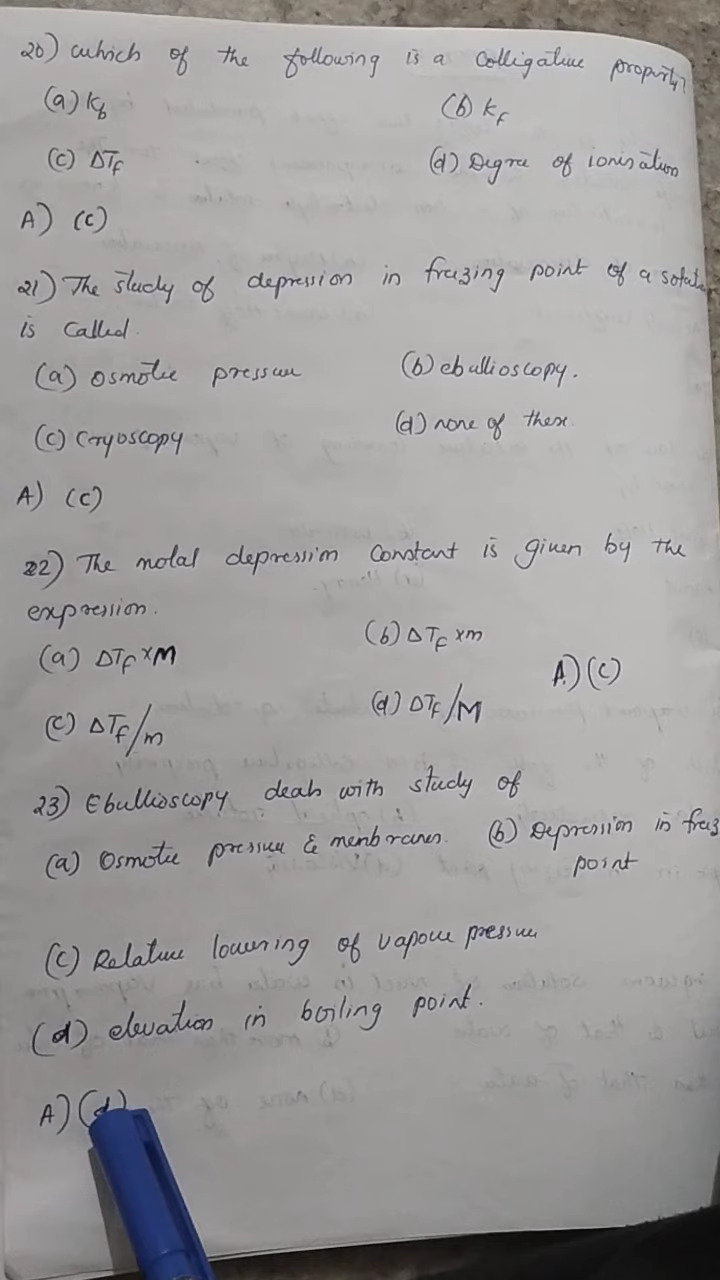 20) which of the following is a Colligative property?
(a) Kb (b) Kf
(c) ΔTf (d) Degree of ionisation
A) (c)
21) The study of depression in freezing point of a solution
is Called.
(a) Osmotic pressure (b) ebullioscopy.
(c) Cryoscopy (d) none of these.
A) (c)
22) The molal depression Constant is given by the
expression.
(a) ΔTf × M (b) ΔTf × m
A) (c)
(c) ΔTf/m (d) ΔTf/M
23) Ebullioscopy deals with study of
(a) Osmotic pressure & menbranes. (b) Depression in
point
(c) Relative lowering of vapour pressure
(d) elevation in boiling point.
A) (d)